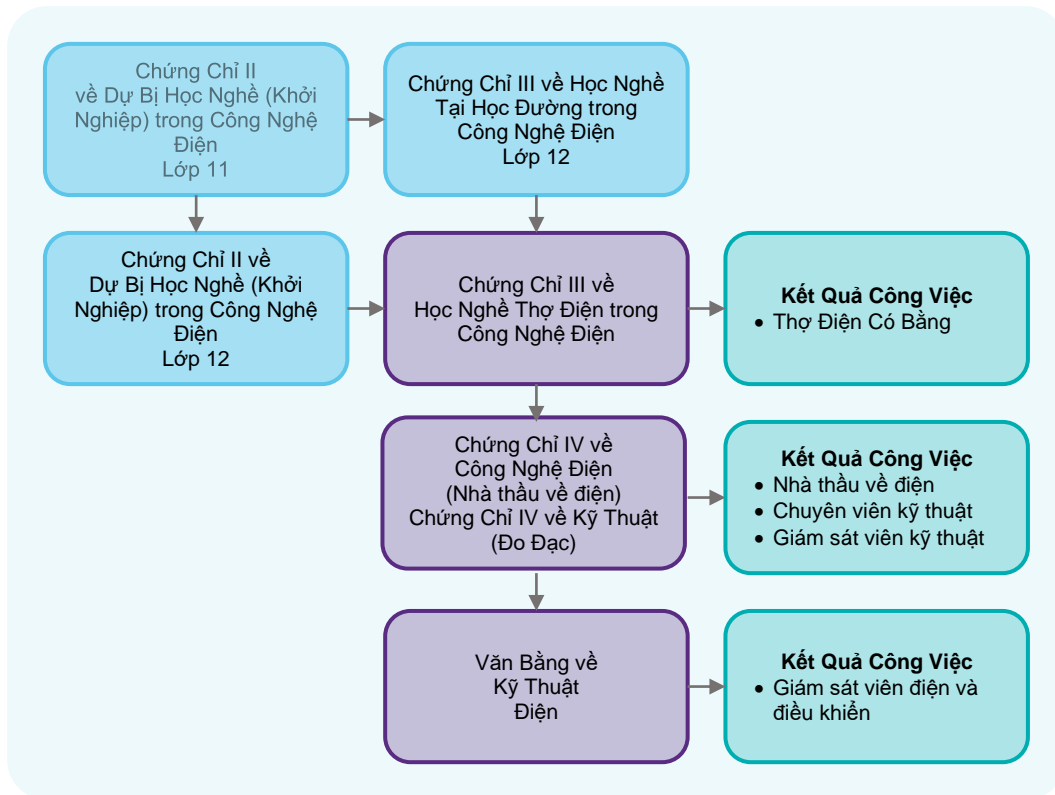 Chứng Chỉ II
về Dự Bị Học Nghề (Khởi
Nghiệp) trong Công Nghệ
Điện
Lớp 11
Chứng Chỉ III về Học Nghề
Tại Học Đường trong
Công Nghệ Điện
Lớp 12
Chứng Chỉ II về
Dự Bị Học Nghề (Khởi
Nghiệp) trong Công Nghệ
Điện
Lớp 12
Chứng Chỉ III về
Học Nghề Thợ Điện trong
Công Nghệ Điện
Kết Quả Công Việc
• Thợ Điện Có Bằng
Chứng Chỉ IV về
Công Nghệ Điện
(Nhà thầu về điện)
Chứng Chỉ IV về Kỹ Thuật
(Đo Đạc)
Kết Quả Công Việc
• Nhà thầu về điện
• Chuyên viên kỹ thuật
• Giám sát viên kỹ thuật
Văn Bằng về
Kỹ Thuật
Điện
Kết Quả Công Việc
• Giám sát viên điện và
điều khiển